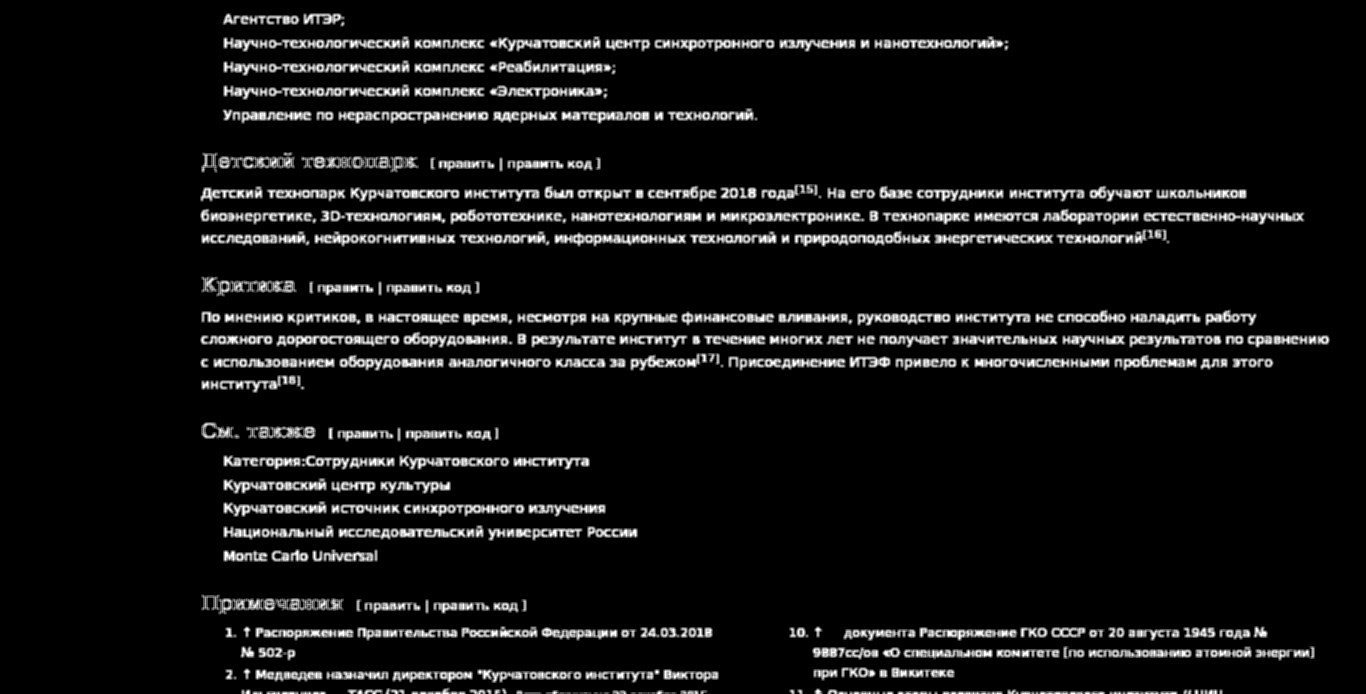 Агентство ИТЭР;
Научно-технологический комплекс «Курчатовский центр синхротронного излучения и нанотехнологий»;
Научно-технологический комплекс «Реабилитация»;
Научно-технологический комплекс «Электроника»;
Управление по нераспространению ядерных материалов и технологий.
Детский технопарк [ править | править код ]
Детский технопарк Курчатовского института был открыт в сентябре 2018 года[15]. На его базе сотрудники института обучают школьников
биоэнергетике, 3D-технологиям, робототехнике, нанотехнологиям и микроэлектронике. В технопарке имеются лаборатории естественно-научных
исследований, нейрокогнитивных технологий, информационных технологий и природоподобных энергетических технологий[16].
Критика [ править | править код ]
По мнению критиков, в настоящее время, несмотря на крупные финансовые вливания, руководство института не способно наладить работу
сложного дорогостоящего оборудования. В результате институт в течение многих лет не получает значительных научных результатов по сравнению
с использованием оборудования аналогичного класса за рубежом[17]. Присоединение ИТЭФ привело к многочисленными проблемам для этого
института[18].
См. также [ править | править код ]
Категория:Сотрудники Курчатовского института
Курчатовский центр культуры
Курчатовский источник синхротронного излучения
Национальный исследовательский университет России
Monte Carlo Universal
Примечания [ править | править код ]
1. ↑ Распоряжение Правительства Российской Федерации от 24.03.2018
№ 502-р
2. ↑ Медведев назначил директором "Курчатовского института" Виктора
10. ↑ документа Распоряжение ГКО СССР от 20 августа 1945 года №
9887сс/ов «О специальном комитете [по использованию атомной энергии]
при ГКО» в Викитеке